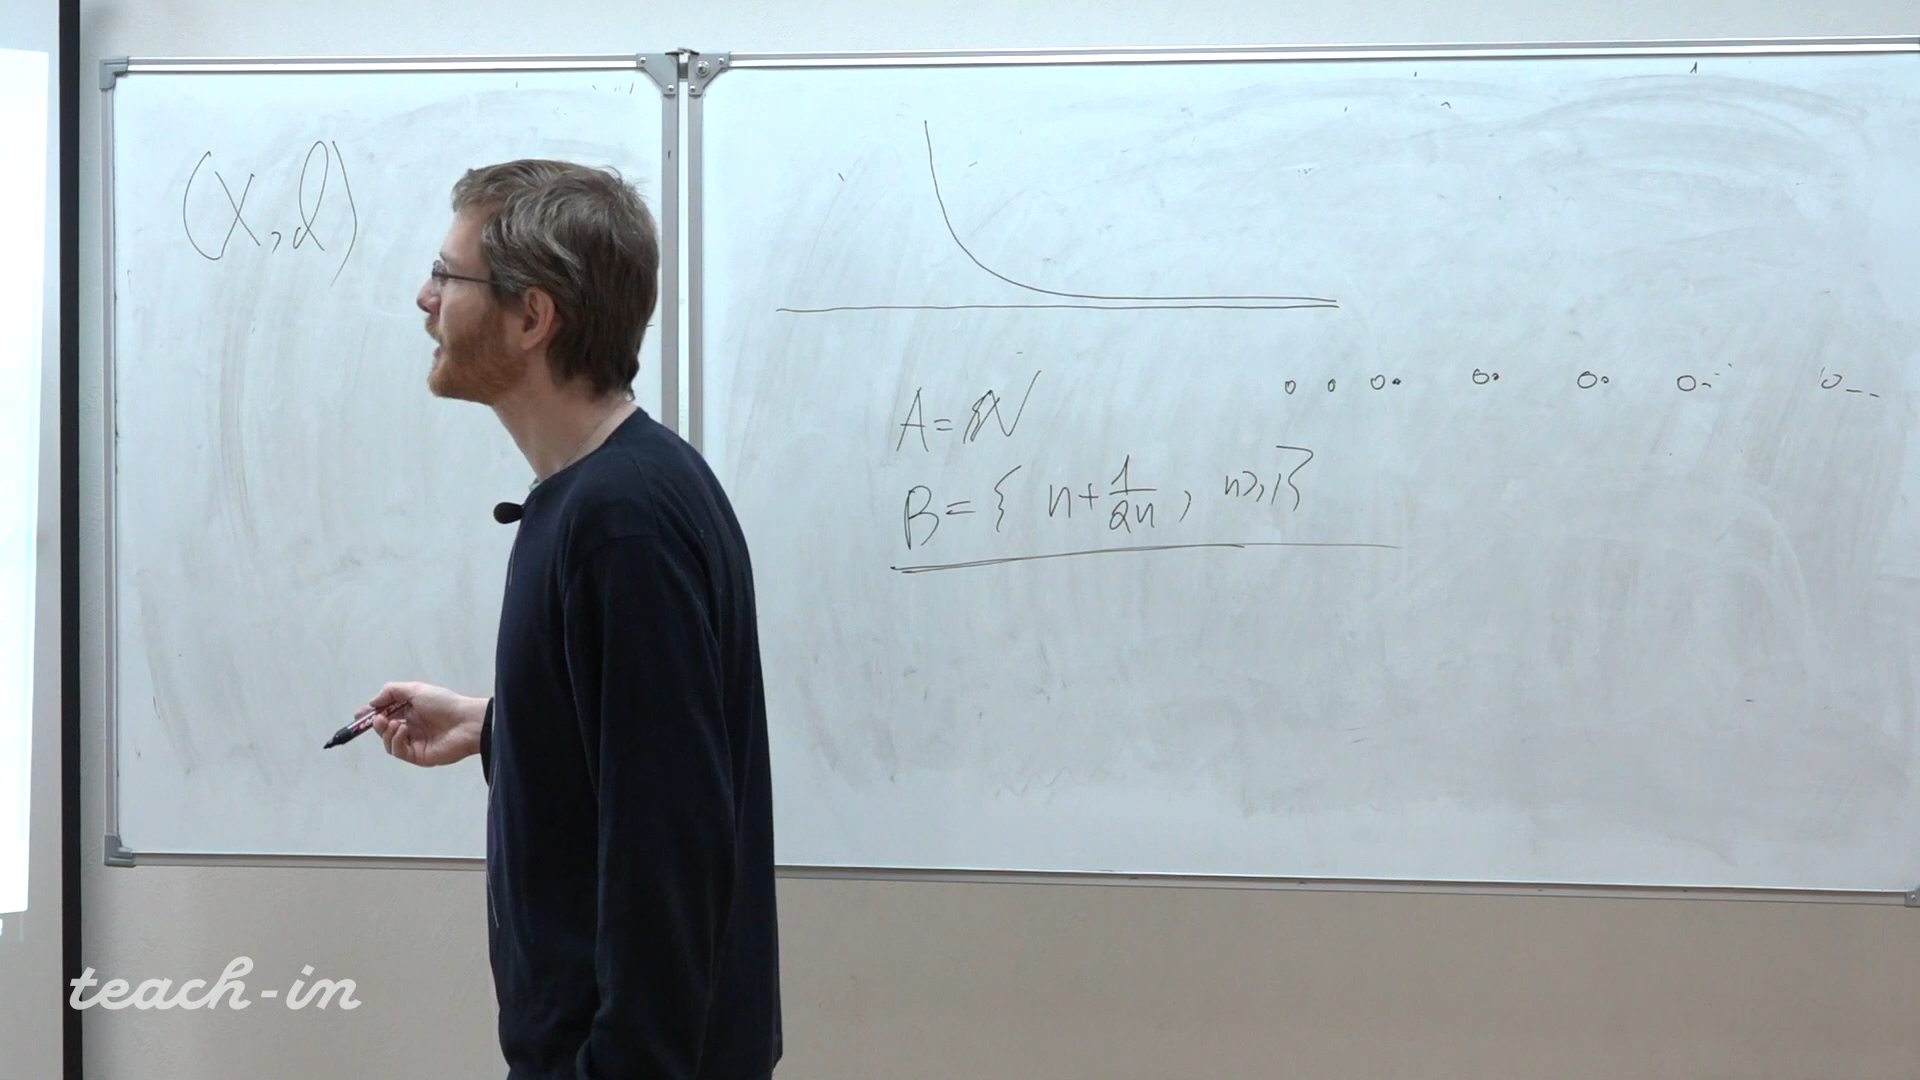 (X, d)
A = N
B = { n + 1/2n , n ⩾ 1 }
teach-in